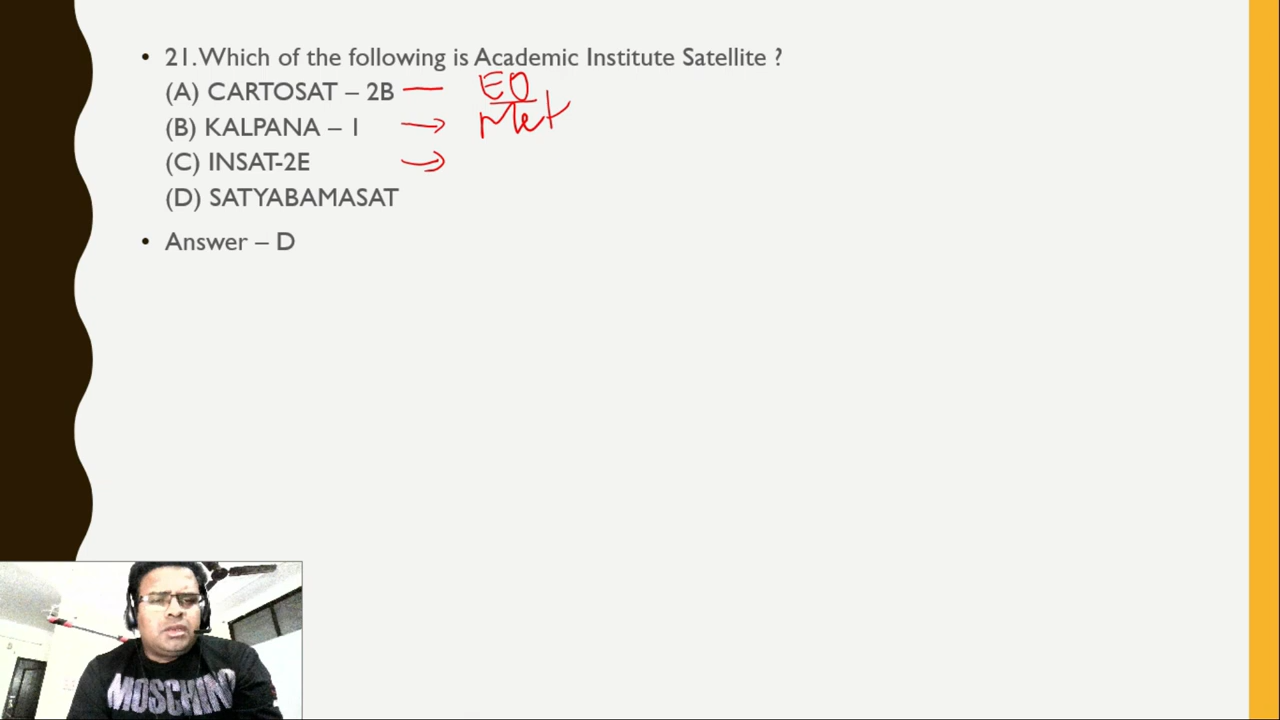 • 21. Which of the following is Academic Institute Satellite ?
(A) CARTOSAT – 2B — EO
(B) KALPANA – 1 → Met
(C) INSAT-2E →
(D) SATYABAMASAT
• Answer – D
MOSCHINO